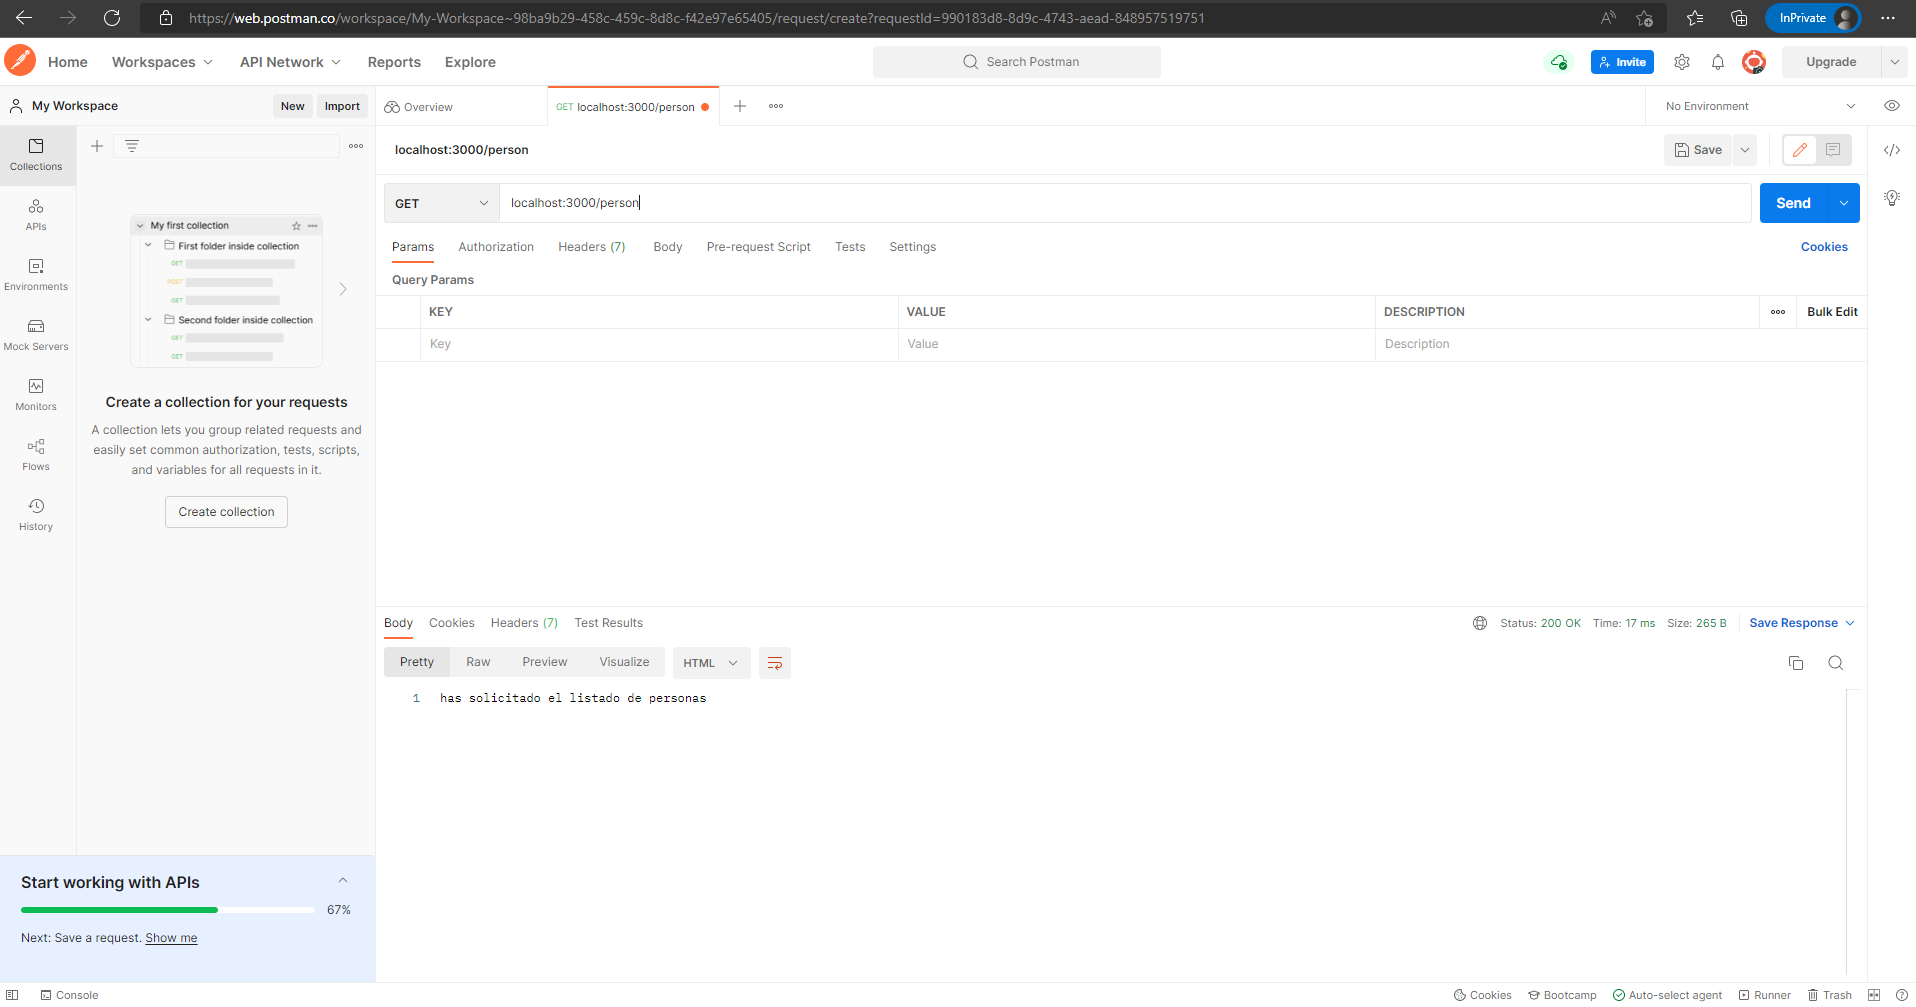 https://web.postman.co/workspace/My-Workspace~98ba9b29-458c-459c-8d8c-f42e97e65405/request/create?requestId=990183d8-8d9c-4743-aead-848957519751
InPrivate
Home Workspaces API Network Reports Explore
Search Postman
Invite
Upgrade
My Workspace
New
Import
Overview
GET localhost:3000/person
No Environment
Collections
APIs
Environments
Mock Servers
Monitors
Flows
History
My first collection
First folder inside collection
GET
POST
GET
Second folder inside collection
GET
GET
Create a collection for your requests
A collection lets you group related requests and
easily set common authorization, tests, scripts,
and variables for all requests in it.
Create collection
Start working with APIs
67%
Next: Save a request. Show me
localhost:3000/person
Save
GET
localhost:3000/person
Send
Params Authorization Headers (7) Body Pre-request Script Tests Settings
Cookies
Query Params
KEY VALUE DESCRIPTION
Bulk Edit
Key Value Description
Body Cookies Headers (7) Test Results
Status: 200 OK Time: 17 ms Size: 265 B
Save Response
Pretty Raw Preview Visualize
HTML
1 has solicitado el listado de personas
Console
Cookies Bootcamp Auto-select agent Runner Trash